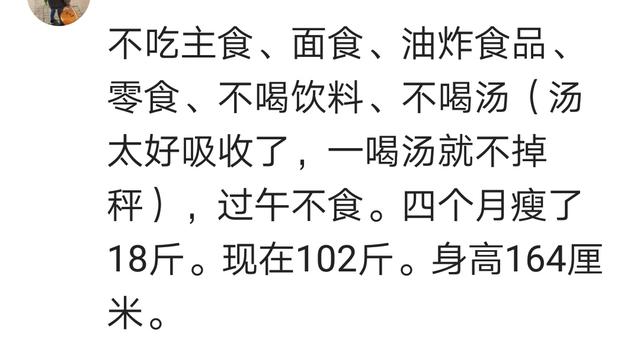 不吃主食、面食、油炸食品、
零食、不喝饮料、不喝汤（汤
太好吸收了，一喝汤就不掉
秤），过午不食。四个月瘦了
18斤。现在102斤。身高164厘
米。